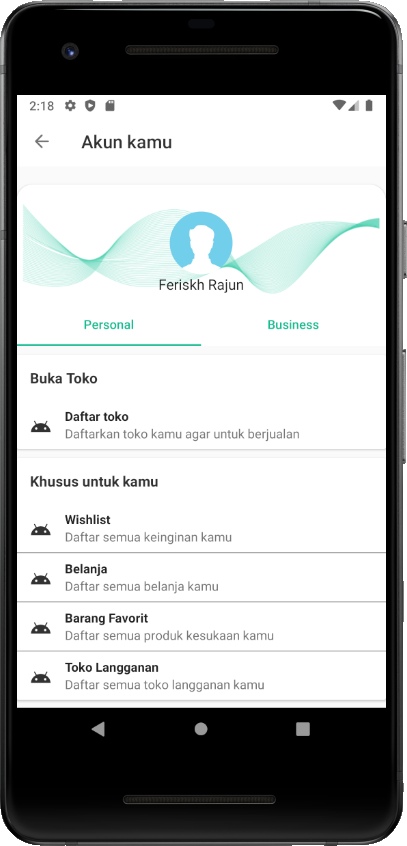 2:18
Akun kamu
Feriskh Rajun
Personal
Business
Buka Toko
Daftar toko
Daftarkan toko kamu agar untuk berjualan
Khusus untuk kamu
Wishlist
Daftar semua keinginan kamu
Belanja
Daftar semua belanja kamu
Barang Favorit
Daftar semua produk kesukaan kamu
Toko Langganan
Daftar semua toko langganan kamu